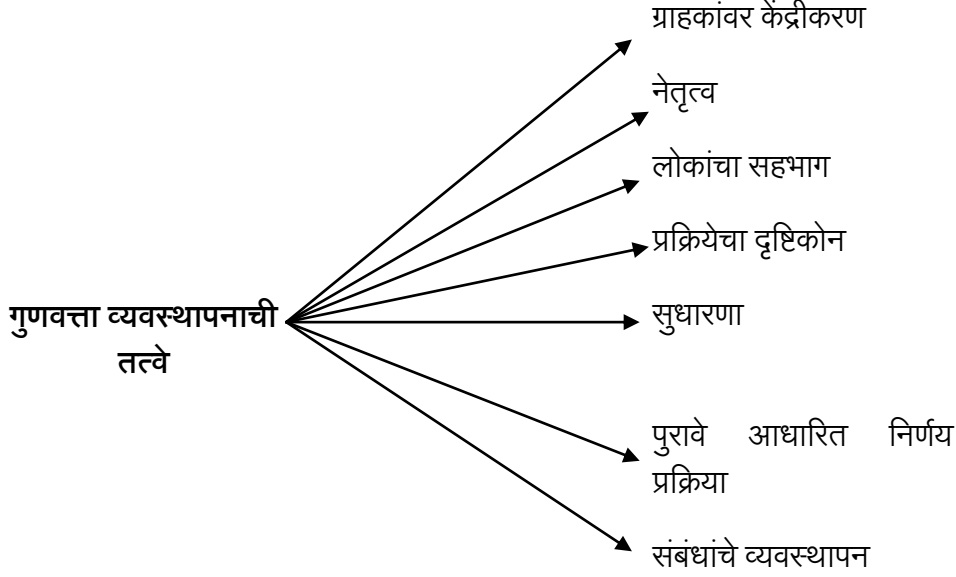 ग्राहकांवर केंद्रीकरण
नेतृत्व
लोकांचा सहभाग
प्रक्रियेचा दृष्टिकोन
गुणवत्ता व्यवस्थापनाची
तत्वे
सुधारणा
पुरावे आधारित निर्णय
प्रक्रिया
संबंधांचे व्यवस्थापन